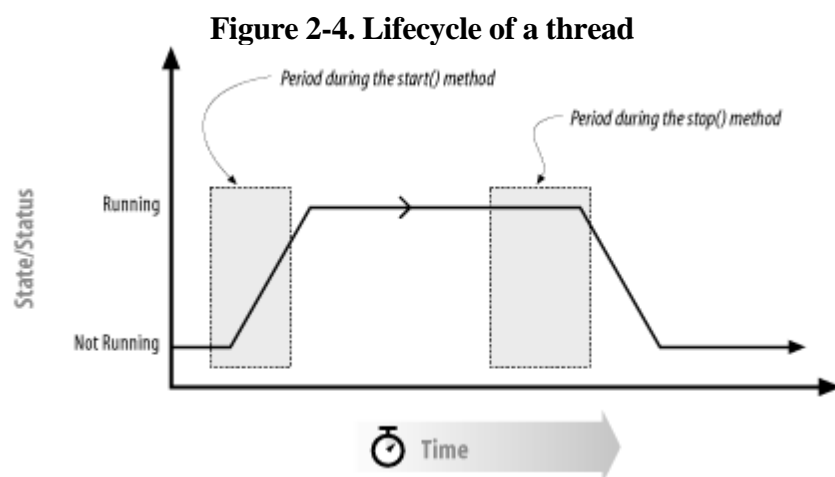 Figure 2-4. Lifecycle of a thread
Period during the start() method
Period during the stop() method
State/Status
Running
Not Running
Time